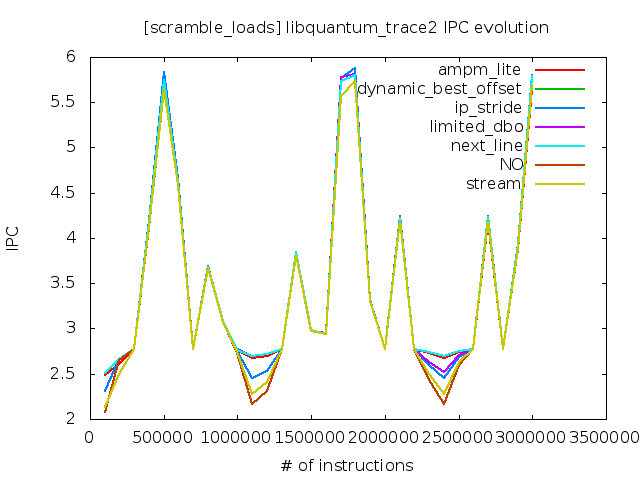 [scramble_loads] libquantum_trace2 IPC evolution
6
5.5
5
4.5
4
3.5
3
2.5
2
IPC
ampm_lite
dynamic_best_offset
ip_stride
limited_dbo
next_line
NO
stream
0 500000 1000000 1500000 2000000 2500000 3000000 3500000
# of instructions